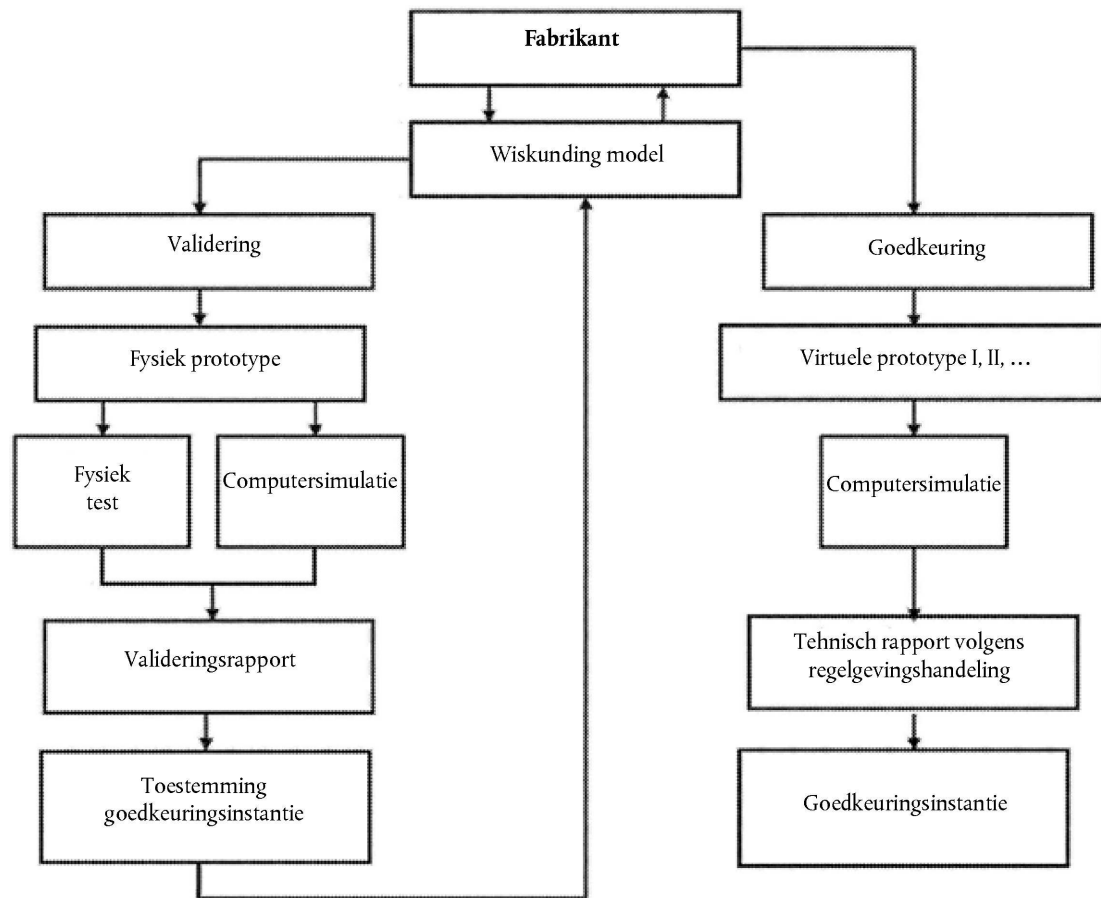 Fabrikant
Wiskunding model
Validering
Goedkeuring
Fysiek prototype
Virtuele prototype I, II, …
Fysiek
test
Computersimulatie
Computersimulatie
Valideringsrapport
Tehnisch rapport volgens
regelgevingshandeling
Toestemming
goedkeuringsinstantie
Goedkeuringsinstantie